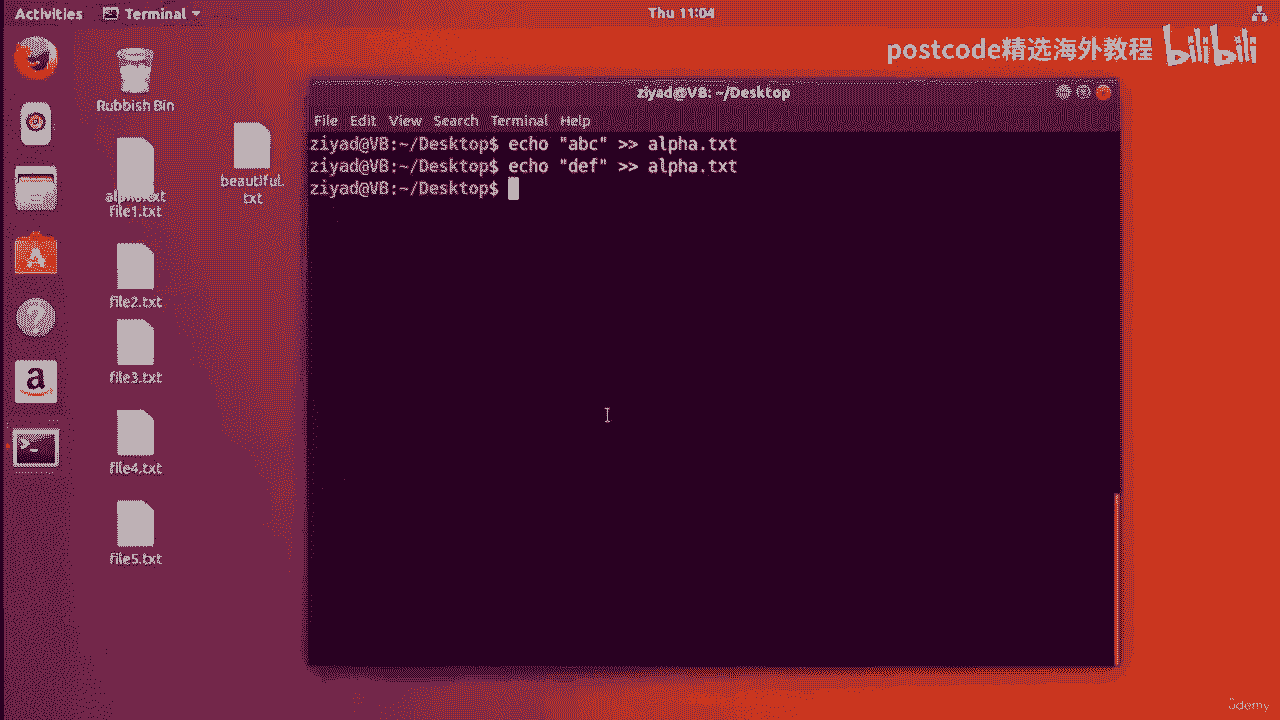 Activities
Terminal
Thu 11:04
postcode精选海外教程 bilibili
Rubbish Bin
alpha.txt
file1.txt
file2.txt
file3.txt
file4.txt
file5.txt
beautiful.
txt
ziyad@VB: ~/Desktop
File Edit View Search Terminal Help
ziyad@VB:~/Desktop$ echo "abc" >> alpha.txt
ziyad@VB:~/Desktop$ echo "def" >> alpha.txt
ziyad@VB:~/Desktop$
Udemy